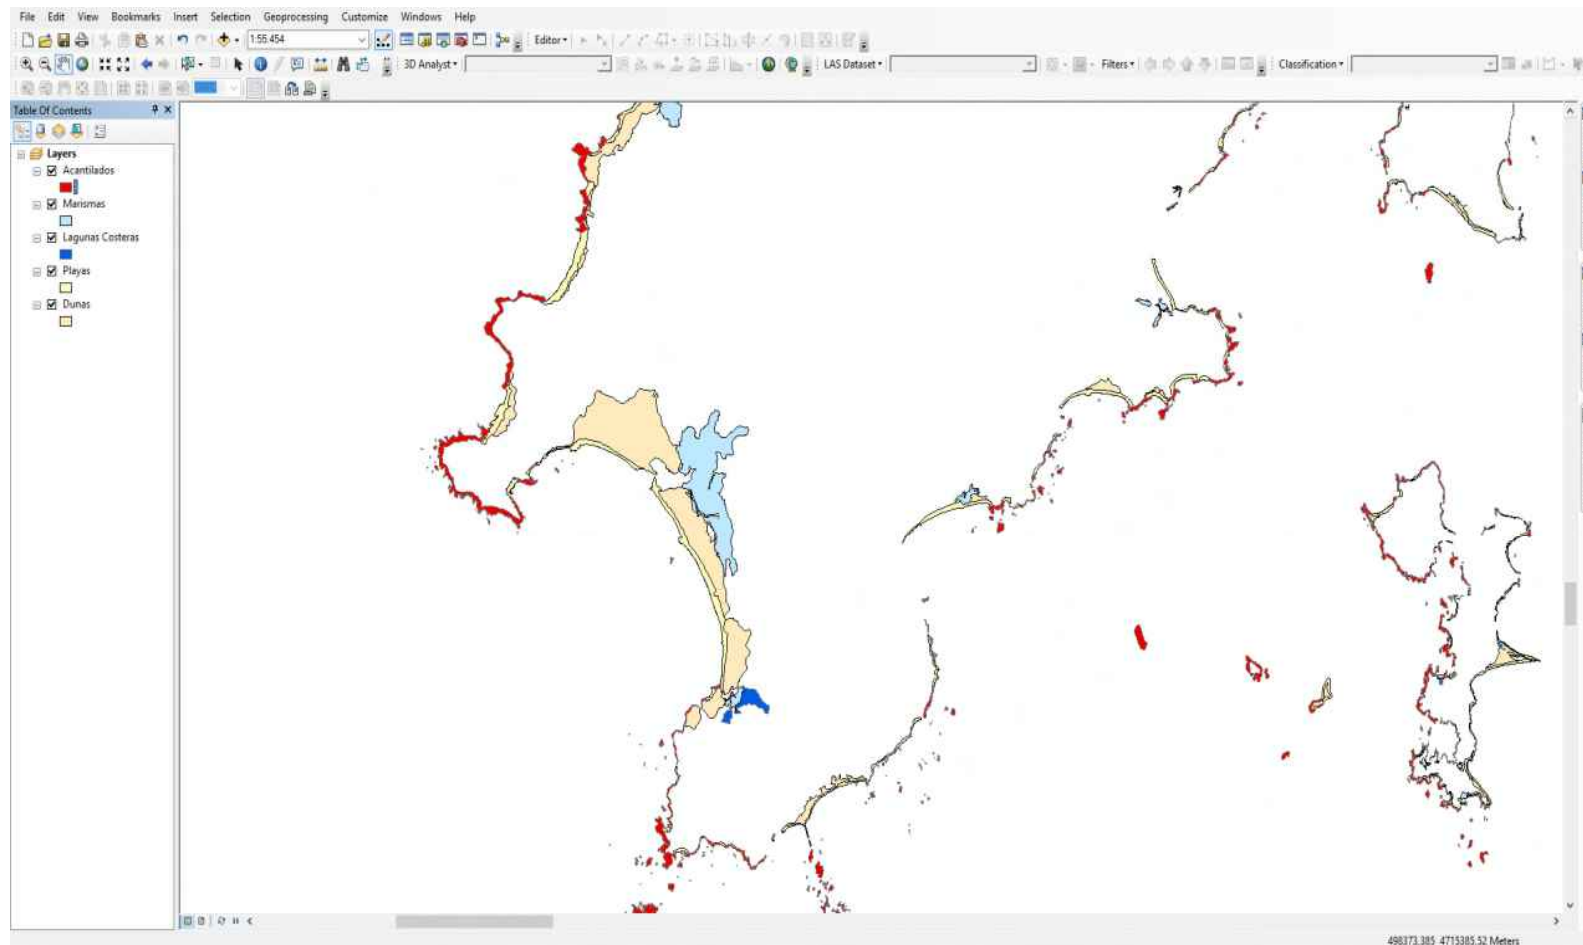 File Edit View Bookmarks Insert Selection Geoprocessing Customize Windows Help
1:55.454 Editor
3D Analyst LAS Dataset Filters Classification
Table Of Contents
Layers
Acantilados
Marismas
Lagunas Costeras
Playas
Dunas
498373.385 4715385.52 Meters